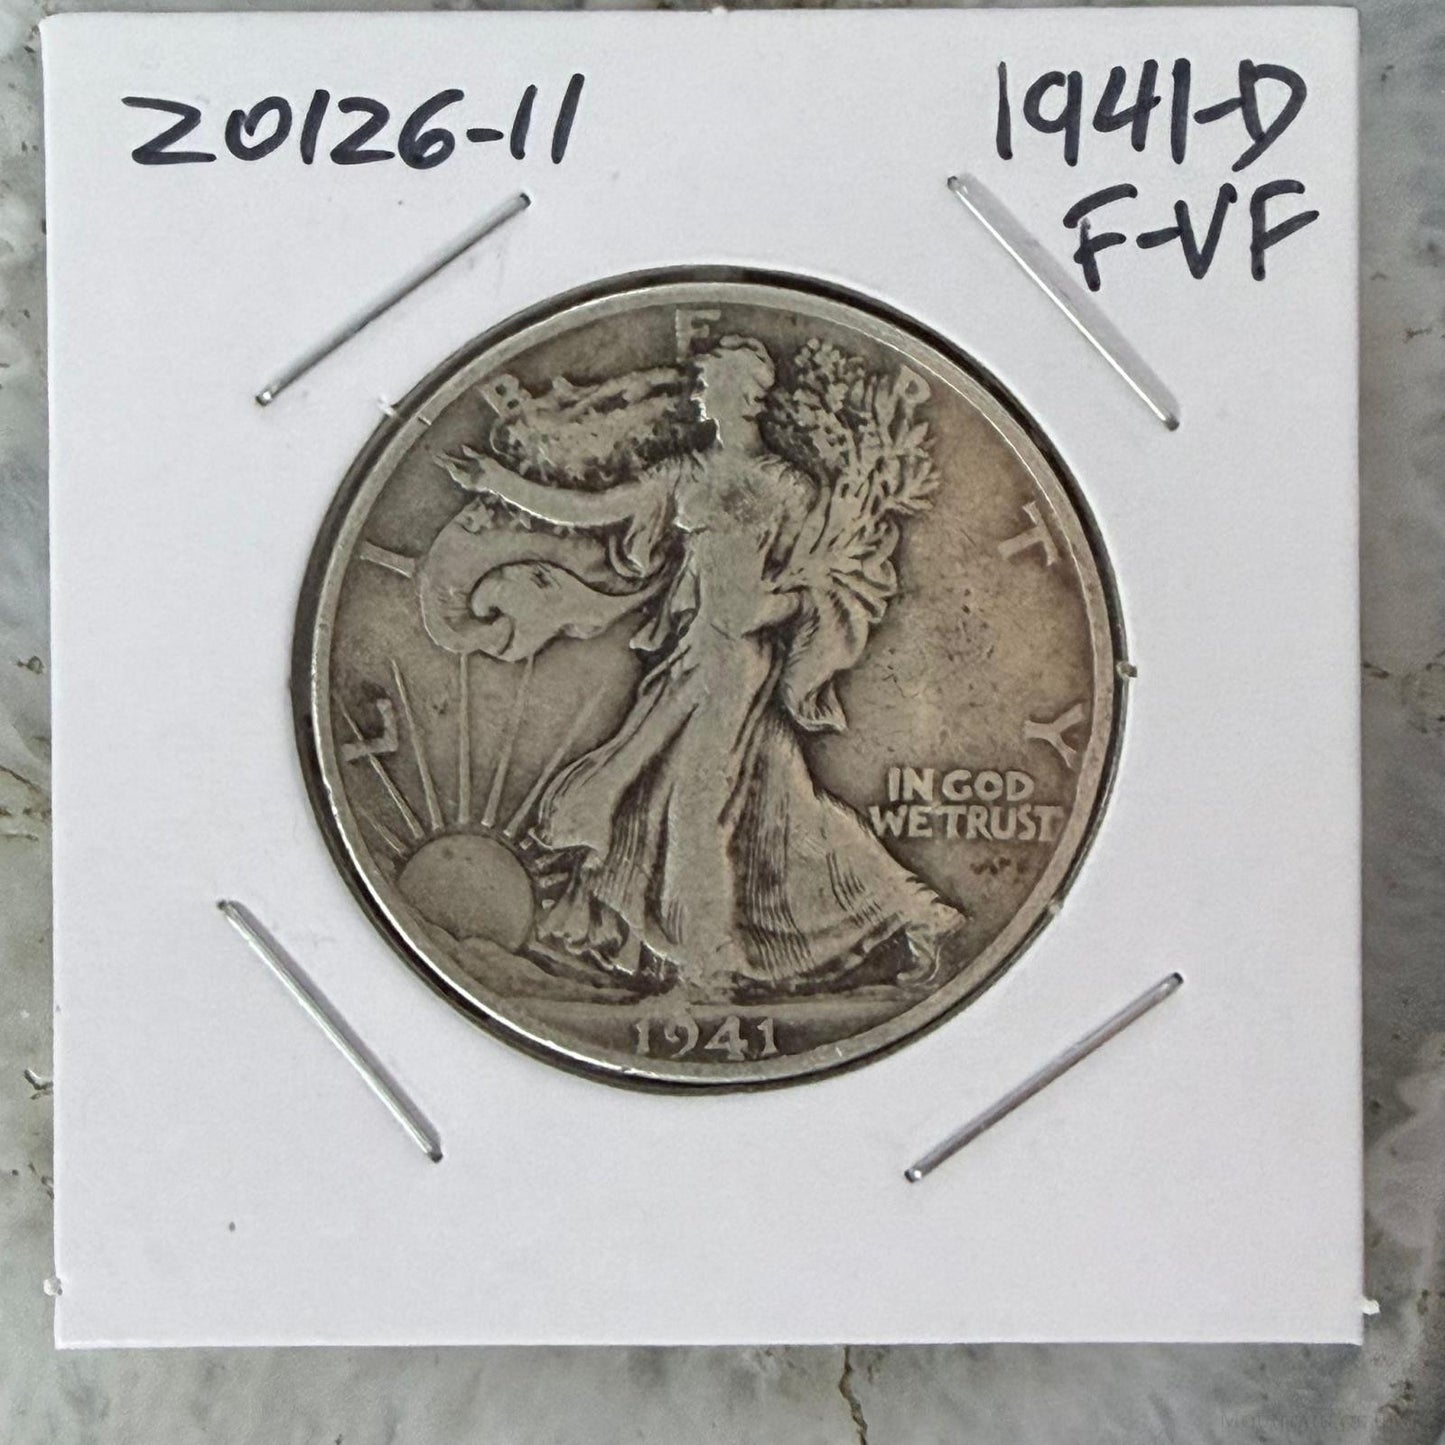 20126-11
1941-D
F-VF
LIBERTY
IN GOD
WE TRUST
1941